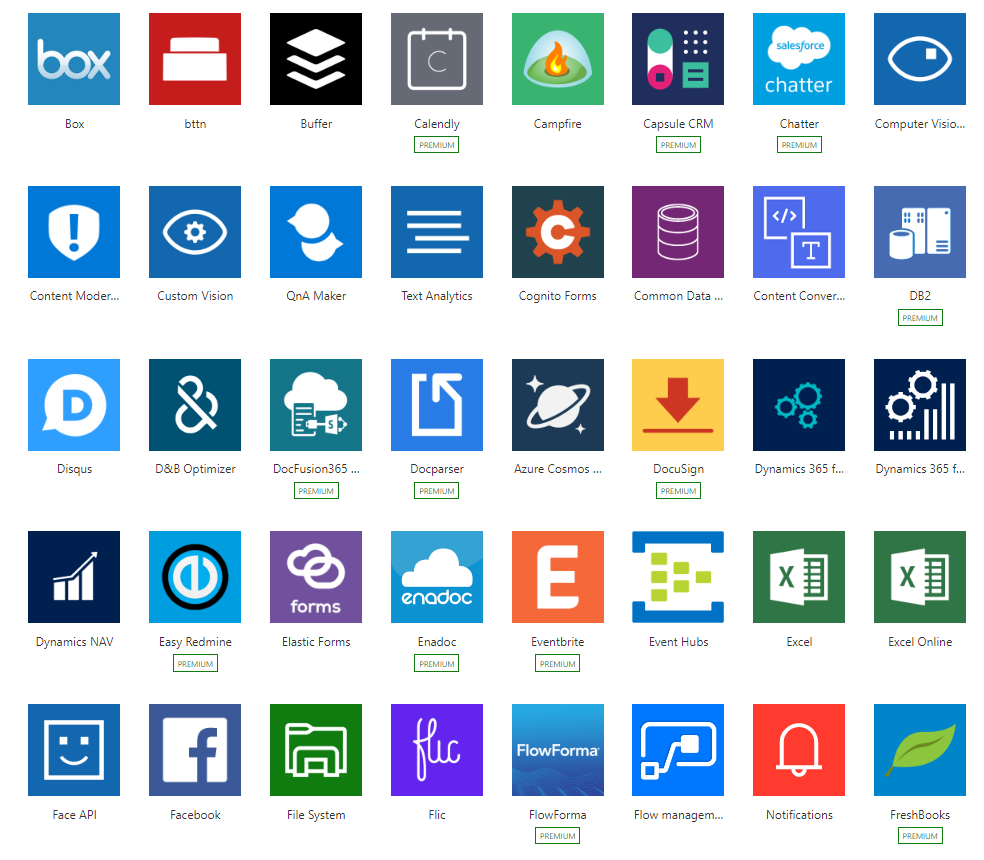 box
salesforce
chatter
Box
bttn
Buffer
Calendly
Campfire
Capsule CRM
Chatter
Computer Visio...
PREMIUM
PREMIUM
PREMIUM
Content Moder...
Custom Vision
QnA Maker
Text Analytics
Cognito Forms
Common Data ...
Content Conver...
DB2
PREMIUM
Disqus
D&B Optimizer
DocFusion365 ...
Docparser
Azure Cosmos ...
DocuSign
Dynamics 365 f...
Dynamics 365 f...
PREMIUM
PREMIUM
PREMIUM
forms
enadoc
Dynamics NAV
Easy Redmine
Elastic Forms
Enadoc
Eventbrite
Event Hubs
Excel
Excel Online
PREMIUM
PREMIUM
PREMIUM
flic
FlowForma
Face API
Facebook
File System
Flic
FlowForma
Flow managem...
Notifications
FreshBooks
PREMIUM
PREMIUM